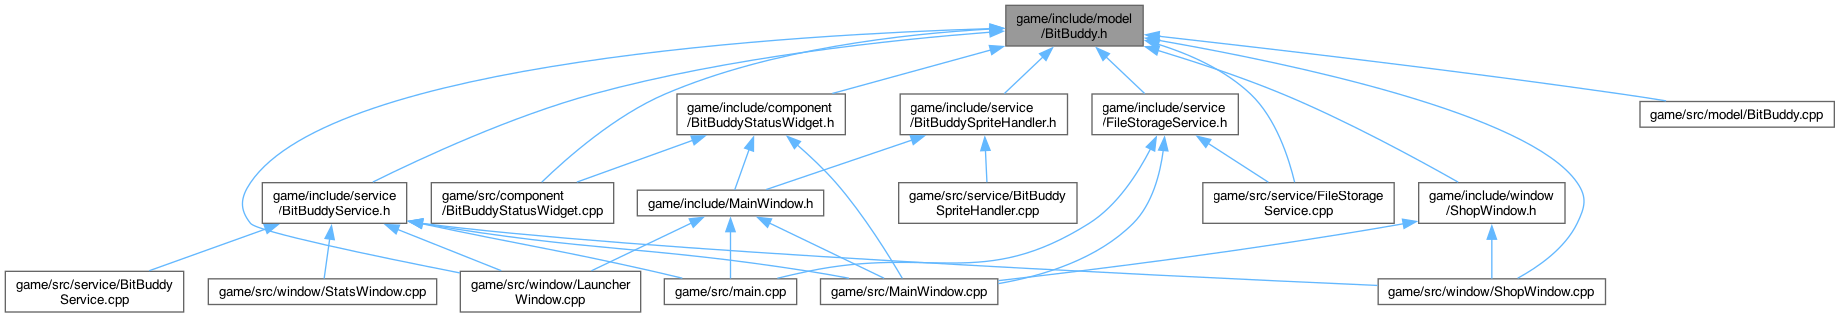 game/include/model
/BitBuddy.h
game/include/component
/BitBuddyStatusWidget.h
game/include/service
/BitBuddySpriteHandler.h
game/include/service
/FileStorageService.h
game/src/model/BitBuddy.cpp
game/include/service
/BitBuddyService.h
game/src/component
/BitBuddyStatusWidget.cpp
game/include/MainWindow.h
game/src/service/BitBuddy
SpriteHandler.cpp
game/src/service/FileStorage
Service.cpp
game/include/window
/ShopWindow.h
game/src/service/BitBuddy
Service.cpp
game/src/window/StatsWindow.cpp
game/src/window/Launcher
Window.cpp
game/src/main.cpp
game/src/MainWindow.cpp
game/src/window/ShopWindow.cpp